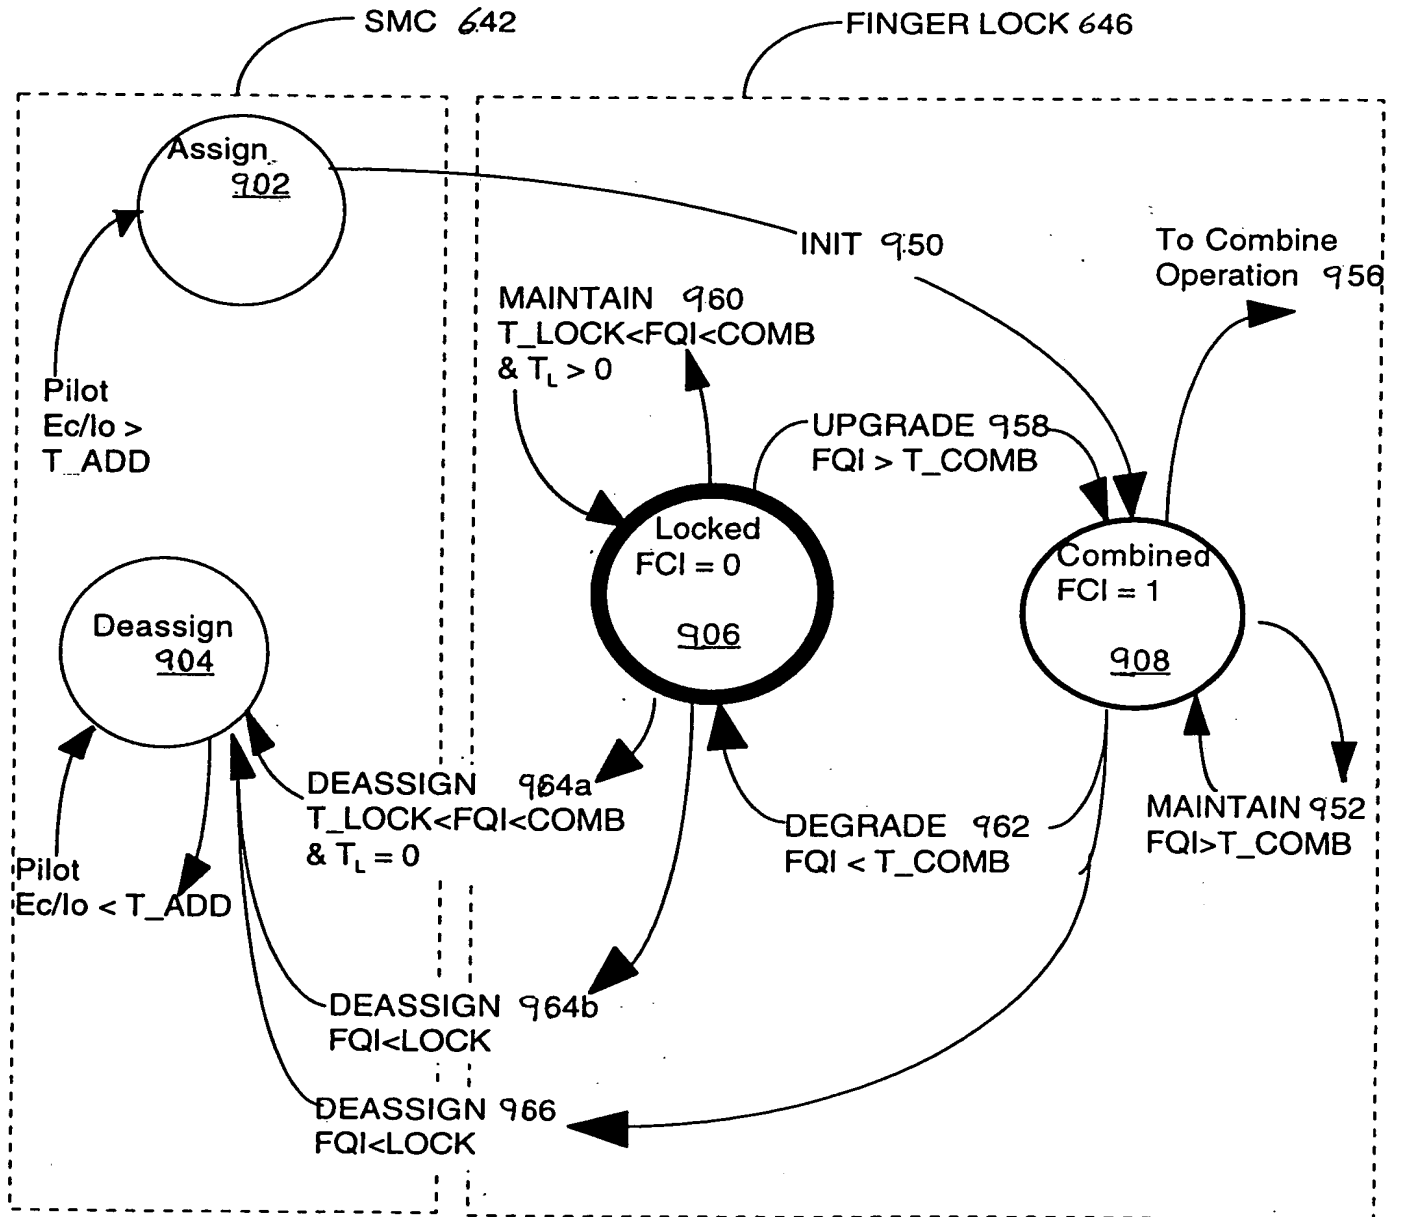 SMC 642
FINGER LOCK 646
Assign
902
INIT 950
To Combine
Operation 956
MAINTAIN 960
T_LOCK<FQI<COMB
& TL > 0
Pilot
Ec/Io >
T_ADD
UPGRADE 958
FQI > T_COMB
Locked
FCI = 0
906
Combined
FCI = 1
908
Deassign
904
DEASSIGN 964a
T_LOCK<FQI<COMB
& TL = 0
DEGRADE 962
FQI < T_COMB
MAINTAIN 952
FQI>T_COMB
Pilot
Ec/Io < T_ADD
DEASSIGN 964b
FQI<LOCK
DEASSIGN 966
FQI<LOCK